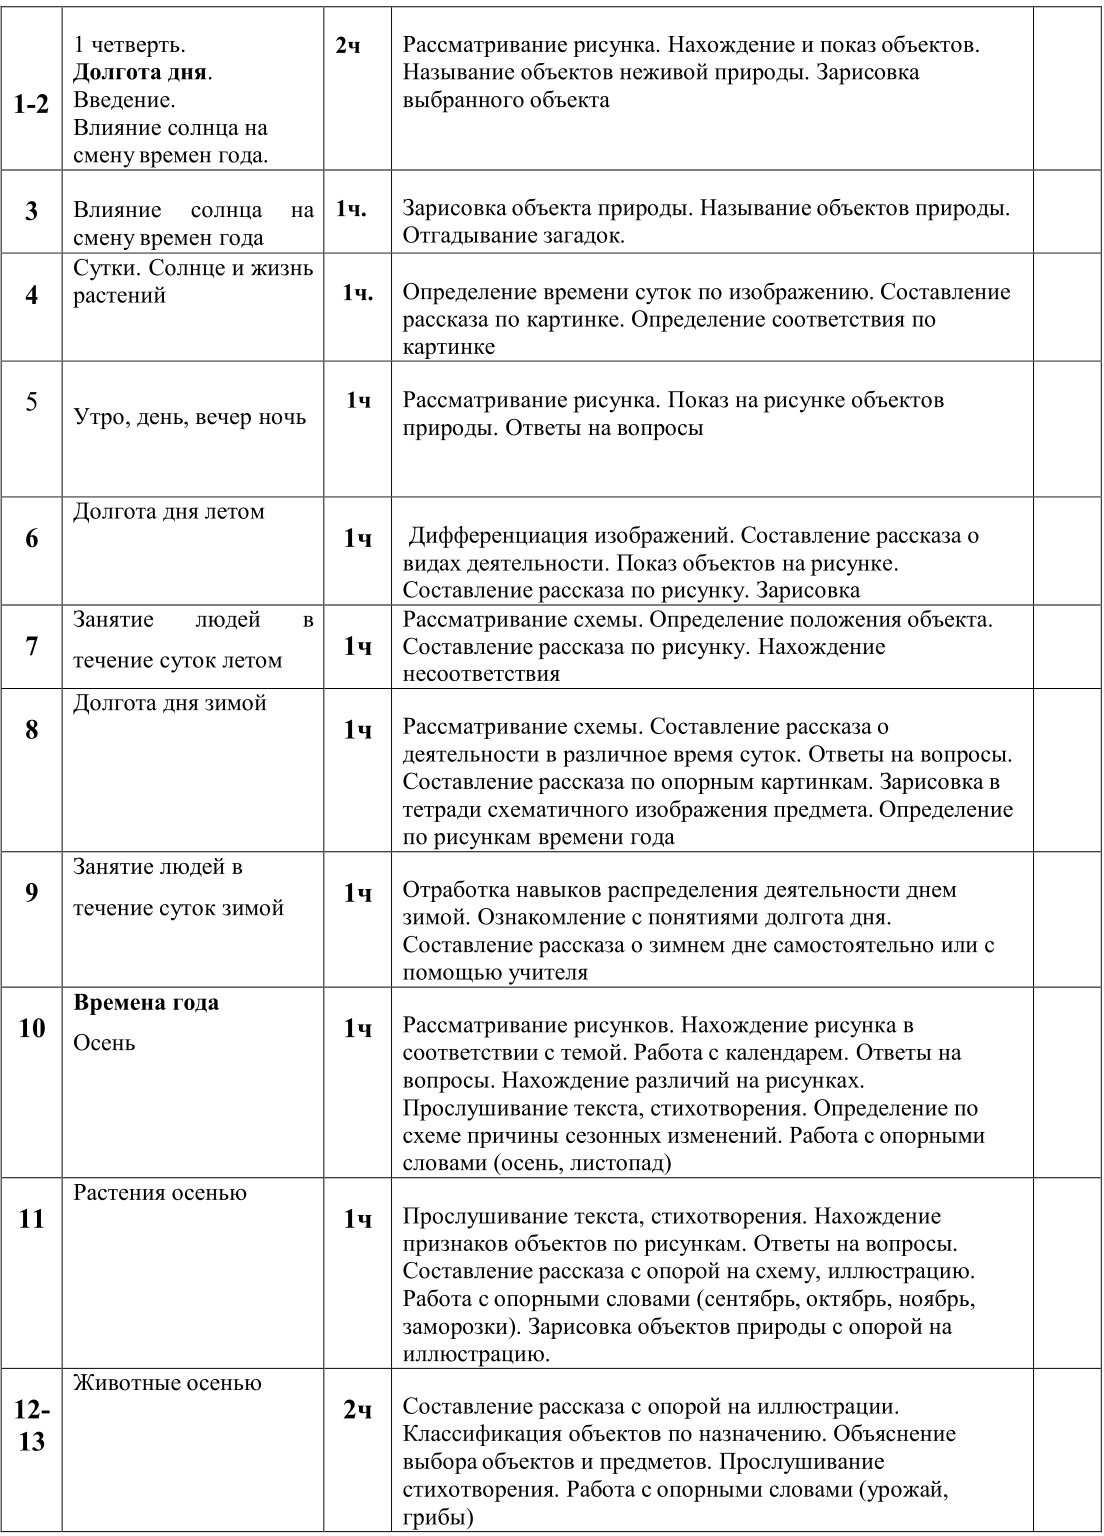 1-2
1 четверть.
Долгота дня.
Введение.
Влияние солнца на
смену времен года.
2ч
Рассматривание рисунка. Нахождение и показ объектов.
Называние объектов неживой природы. Зарисовка
выбранного объекта
3
Влияние солнца на
смену времен года
1ч.
Зарисовка объекта природы. Называние объектов природы.
Отгадывание загадок.
4
Сутки. Солнце и жизнь
растений
1ч.
Определение времени суток по изображению. Составление
рассказа по картинке. Определение соответствия по
картинке
5
Утро, день, вечер ночь
1ч
Рассматривание рисунка. Показ на рисунке объектов
природы. Ответы на вопросы
6
Долгота дня летом
1ч
Дифференциация изображений. Составление рассказа о
видах деятельности. Показ объектов на рисунке.
Составление рассказа по рисунку. Зарисовка
7
Занятие людей в
течение суток летом
1ч
Рассматривание схемы. Определение положения объекта.
Составление рассказа по рисунку. Нахождение
несоответствия
8
Долгота дня зимой
1ч
Рассматривание схемы. Составление рассказа о
деятельности в различное время суток. Ответы на вопросы.
Составление рассказа по опорным картинкам. Зарисовка в
тетради схематичного изображения предмета. Определение
по рисункам времени года
9
Занятие людей в
течение суток зимой
1ч
Отработка навыков распределения деятельности днем
зимой. Ознакомление с понятиями долгота дня.
Составление рассказа о зимнем дне самостоятельно или с
помощью учителя
10
Времена года
Осень
1ч
Рассматривание рисунков. Нахождение рисунка в
соответствии с темой. Работа с календарем. Ответы на
вопросы. Нахождение различий на рисунках.
Прослушивание текста, стихотворения. Определение по
схеме причины сезонных изменений. Работа с опорными
словами (осень, листопад)
11
Растения осенью
1ч
Прослушивание текста, стихотворения. Нахождение
признаков объектов по рисункам. Ответы на вопросы.
Составление рассказа с опорой на схему, иллюстрацию.
Работа с опорными словами (сентябрь, октябрь, ноябрь,
заморозки). Зарисовка объектов природы с опорой на
иллюстрацию.
12-
13
Животные осенью
2ч
Составление рассказа с опорой на иллюстрации.
Классификация объектов по назначению. Объяснение
выбора объектов и предметов. Прослушивание
стихотворения. Работа с опорными словами (урожай,
грибы)